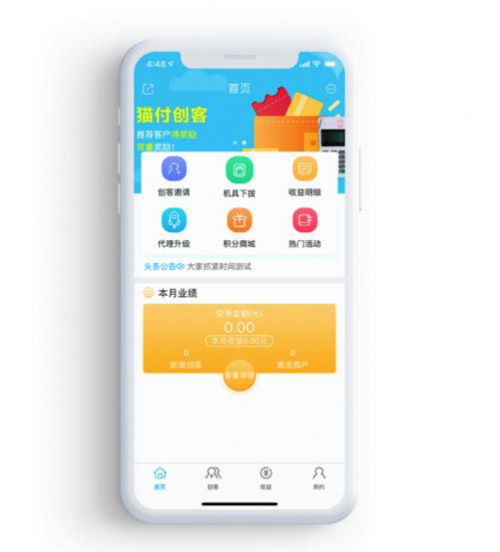 4:48
首页
猫付创客
推荐客户得奖励
双重奖励!
创客邀请
机具下拨
收益明细
代理升级
积分商城
热门活动
头条公告 大家抓紧时间测试
本月业绩
交易金额(元)
0.00
本月收益0.00元
0 0
新增创客 激活商户
查看详情
首页 创客 收益 我的